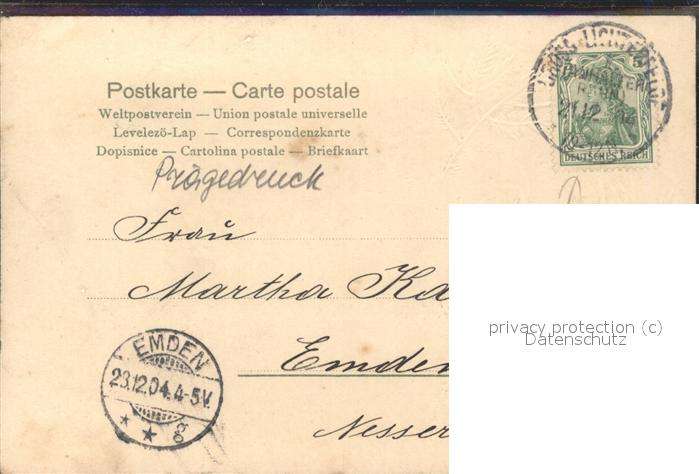 Postkarte — Carte postale
Weltpostverein — Union postale universelle
Levelező-Lap — Correspondenzkarte
Dopisnice — Cartolina postale — Briefkaart
Prägedruck
DEUTSCHES REICH
Frau
Martha Ka
Emden
Nesser
EMDEN
23.12.04. 4-5V.
* * g
privacy protection (c)
Datenschutz